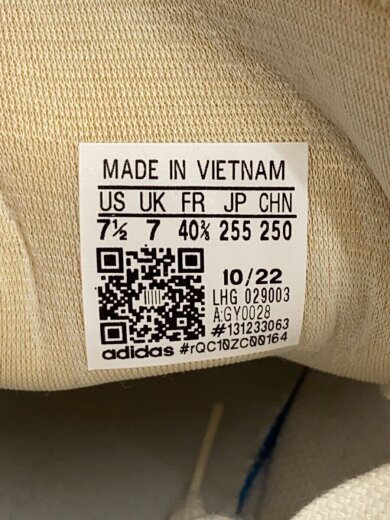 MADE IN VIETNAM
US UK FR JP CHN
7½ 7 40⅔ 255 250
10/22
LHG 029003
A:GY0028
#131233063
adidas #rQC10ZC00164